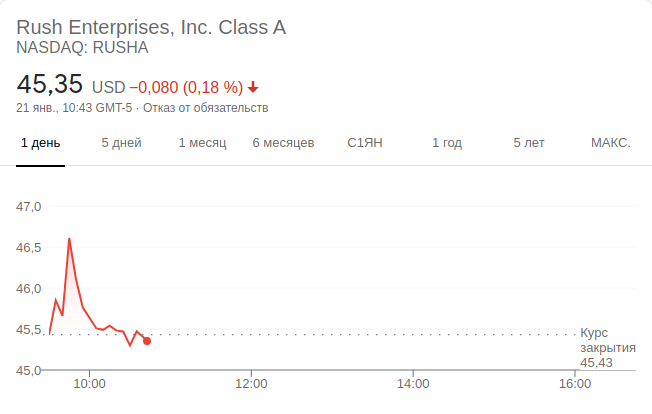 Rush Enterprises, Inc. Class A
NASDAQ: RUSHA
45,35 USD −0,080 (0,18 %)
21 янв., 10:43 GMT-5 · Отказ от обязательств
1 день 5 дней 1 месяц 6 месяцев С1ЯН 1 год 5 лет МАКС.
47,0
46,5
46,0
45,5
45,0
Курс
закрытия
45,43
10:00 12:00 14:00 16:00